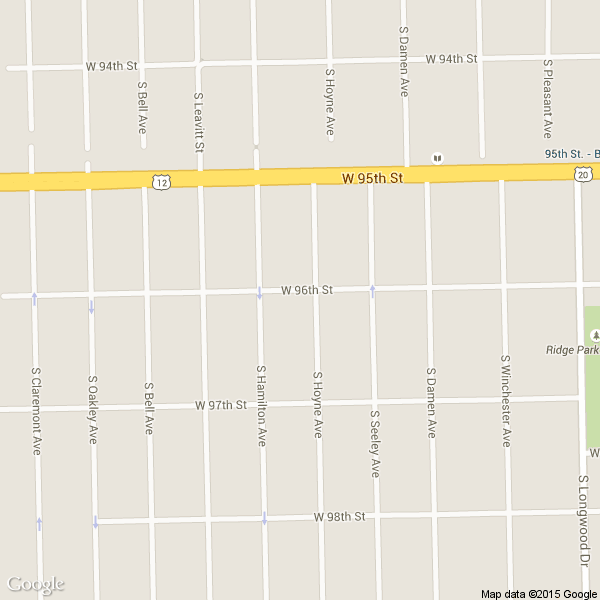 W 94th St
W 94th St
S Bell Ave
S Leavitt St
S Hoyne Ave
S Damen Ave
S Pleasant Ave
95th St. - B
12
W 95th St
20
W 96th St
Ridge Park
S Claremont Ave
S Oakley Ave
S Bell Ave
S Hamilton Ave
S Hoyne Ave
S Seeley Ave
S Damen Ave
S Winchester Ave
W 97th St
W
S Longwood Dr
W 98th St
Google
Map data ©2015 Google